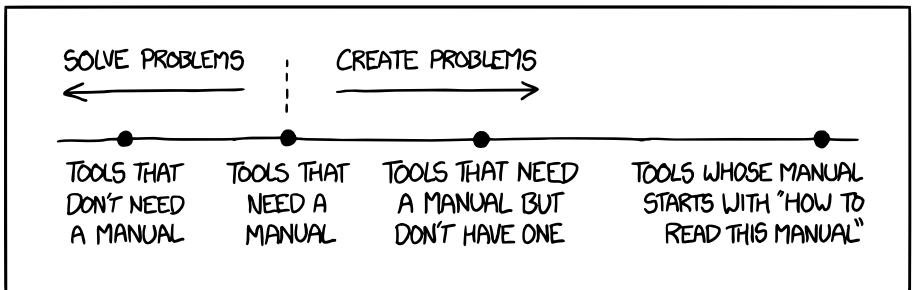 SOLVE PROBLEMS
CREATE PROBLEMS
TOOLS THAT
DON'T NEED
A MANUAL
TOOLS THAT
NEED A
MANUAL
TOOLS THAT NEED
A MANUAL BUT
DON'T HAVE ONE
TOOLS WHOSE MANUAL
STARTS WITH "HOW TO
READ THIS MANUAL"